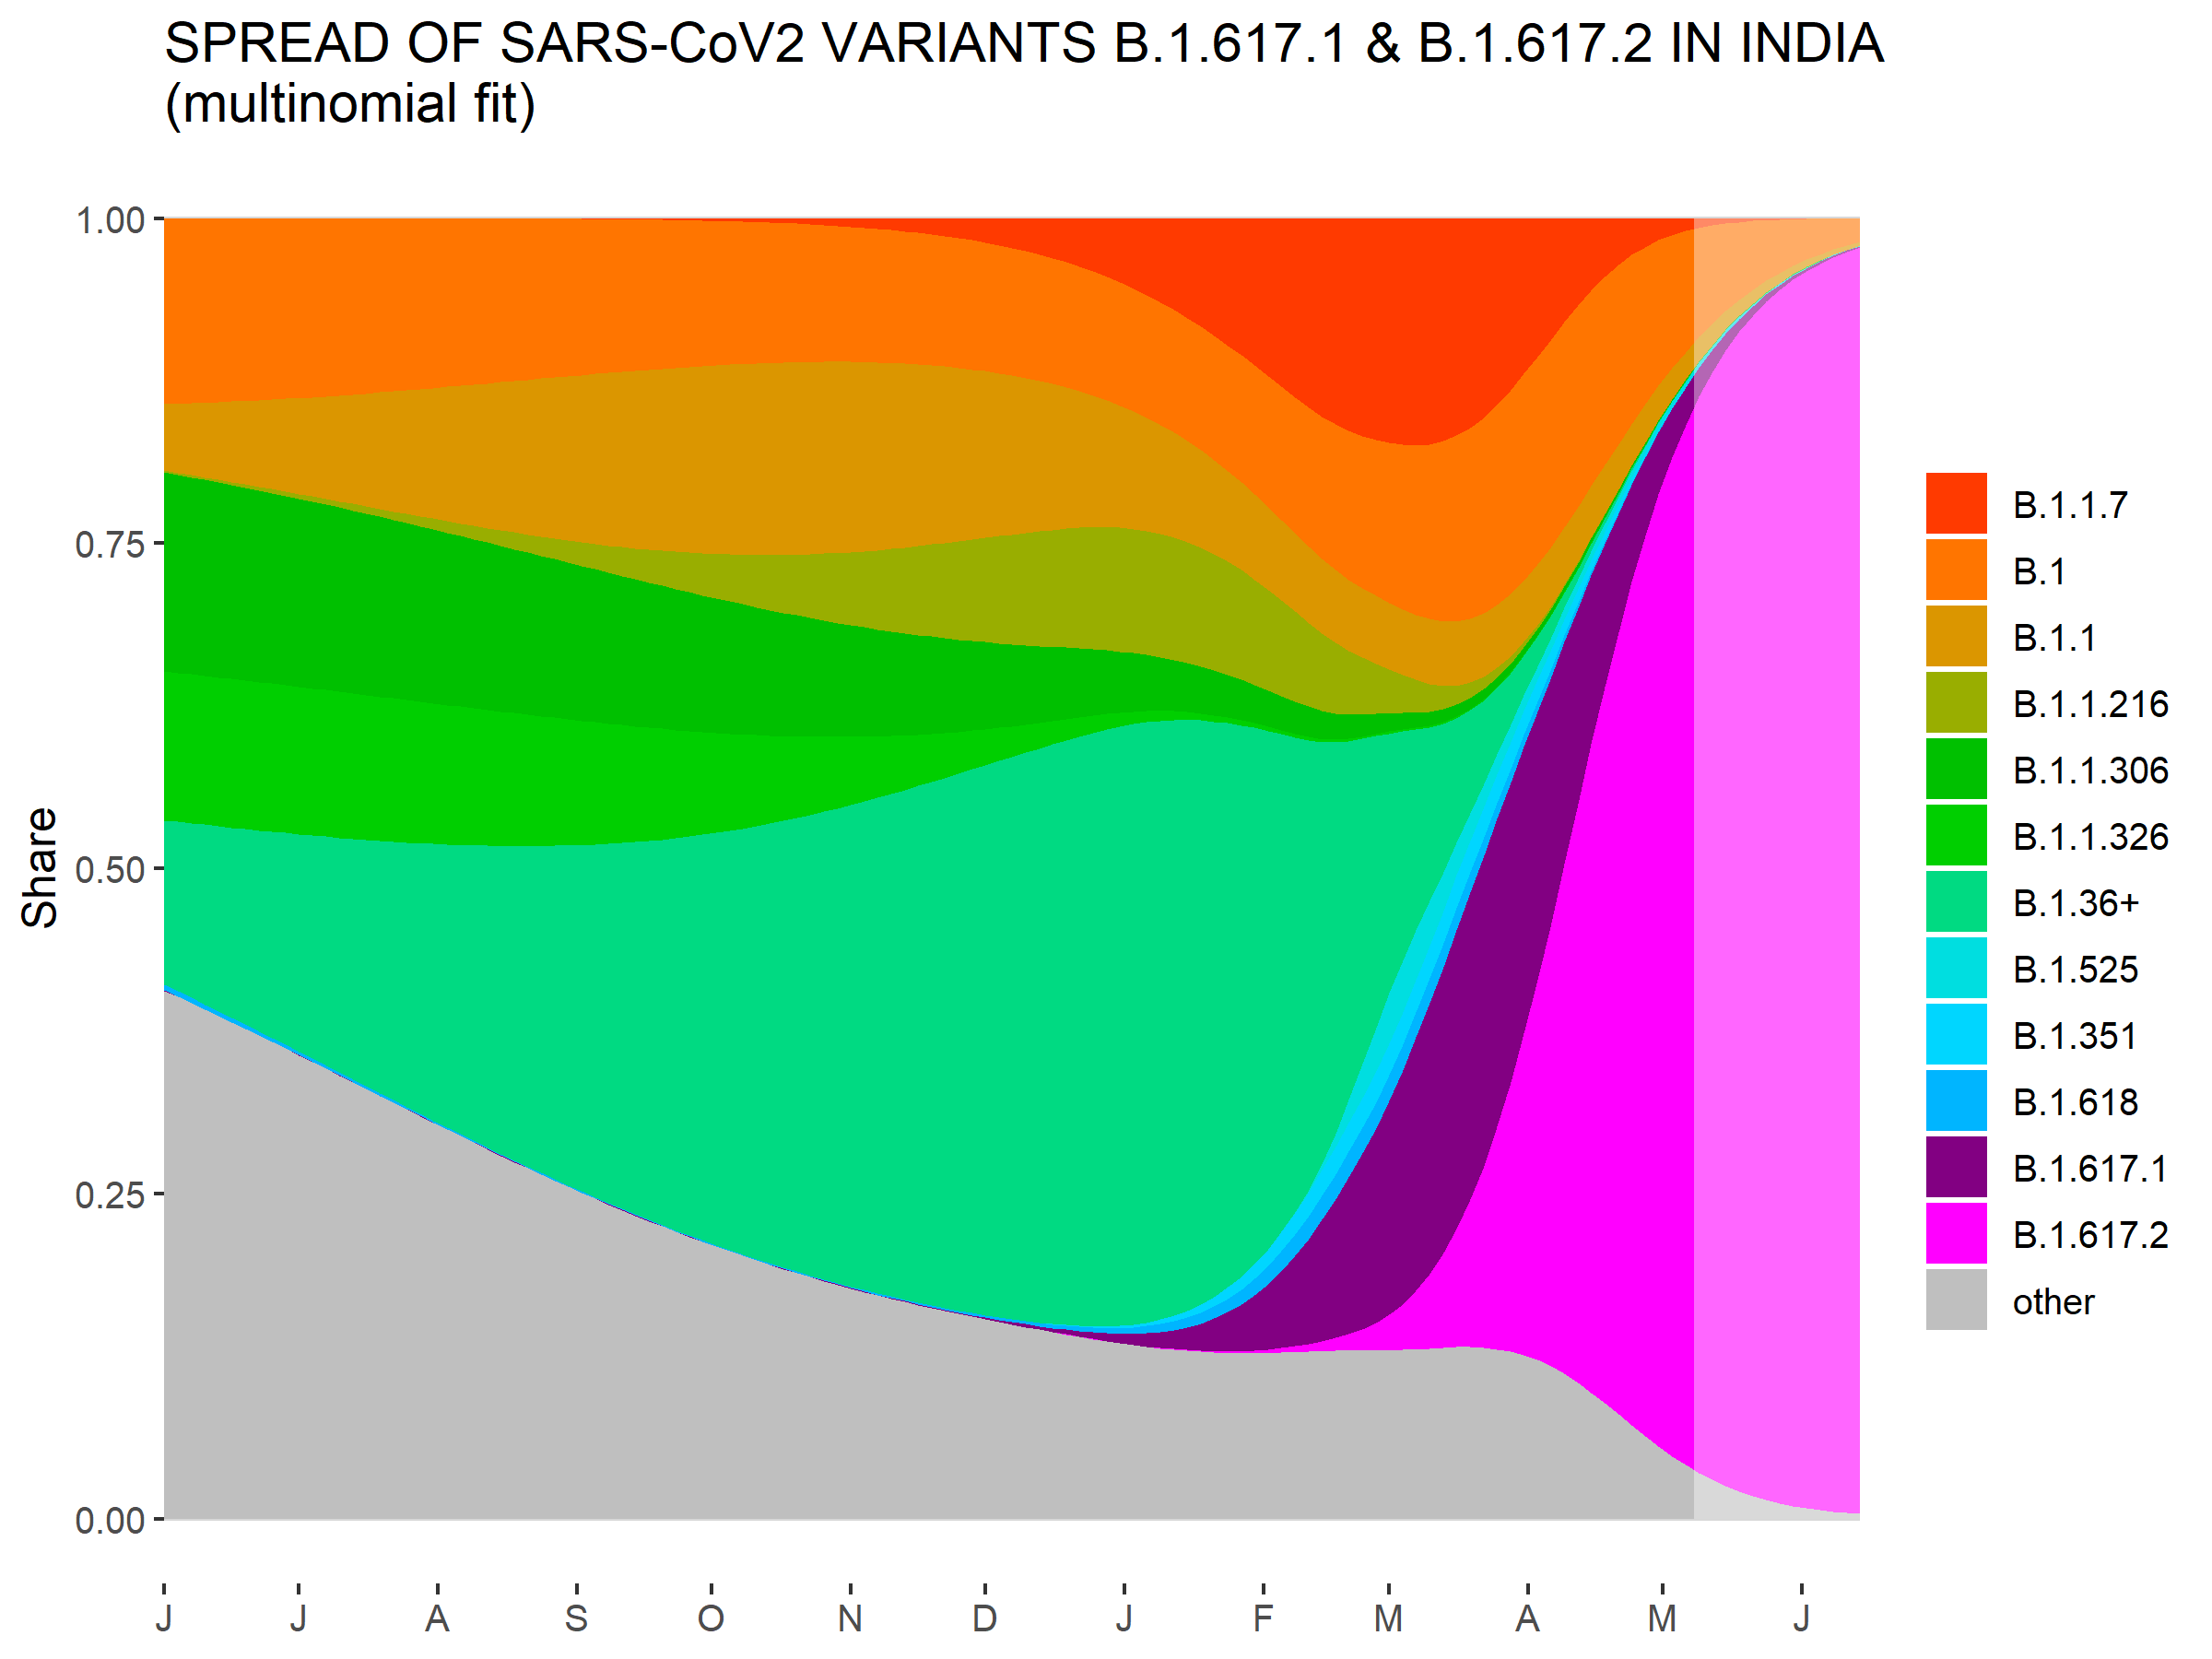 SPREAD OF SARS-CoV2 VARIANTS B.1.617.1 & B.1.617.2 IN INDIA
(multinomial fit)
Share
1.00
0.75
0.50
0.25
0.00
J J A S O N D J F M A M J
B.1.1.7
B.1
B.1.1
B.1.1.216
B.1.1.306
B.1.1.326
B.1.36+
B.1.525
B.1.351
B.1.618
B.1.617.1
B.1.617.2
other